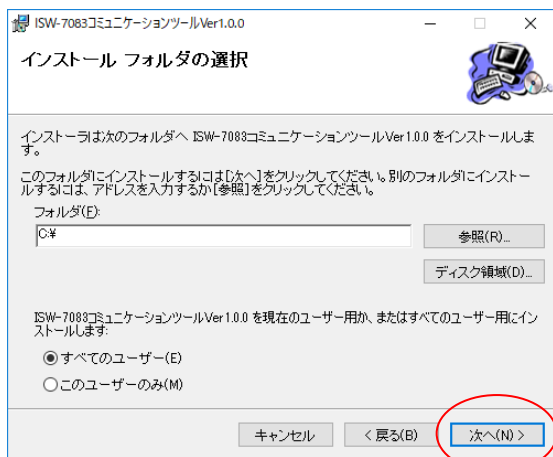 ISW-7083コミュニケーションツールVer1.0.0
インストール フォルダの選択
インストーラは次のフォルダへ ISW-7083コミュニケーションツールVer1.0.0 をインストールしま
す。
このフォルダにインストールするには[次へ]をクリックしてください。別のフォルダにインストー
ルするには、アドレスを入力するか[参照]をクリックしてください。
フォルダ(F):
C:¥
参照(R)...
ディスク領域(D)...
ISW-7083コミュニケーションツールVer1.0.0 を現在のユーザー用か、またはすべてのユーザー用にイン
ストールします:
すべてのユーザー(E)
このユーザーのみ(M)
キャンセル
< 戻る(B)
次へ(N) >